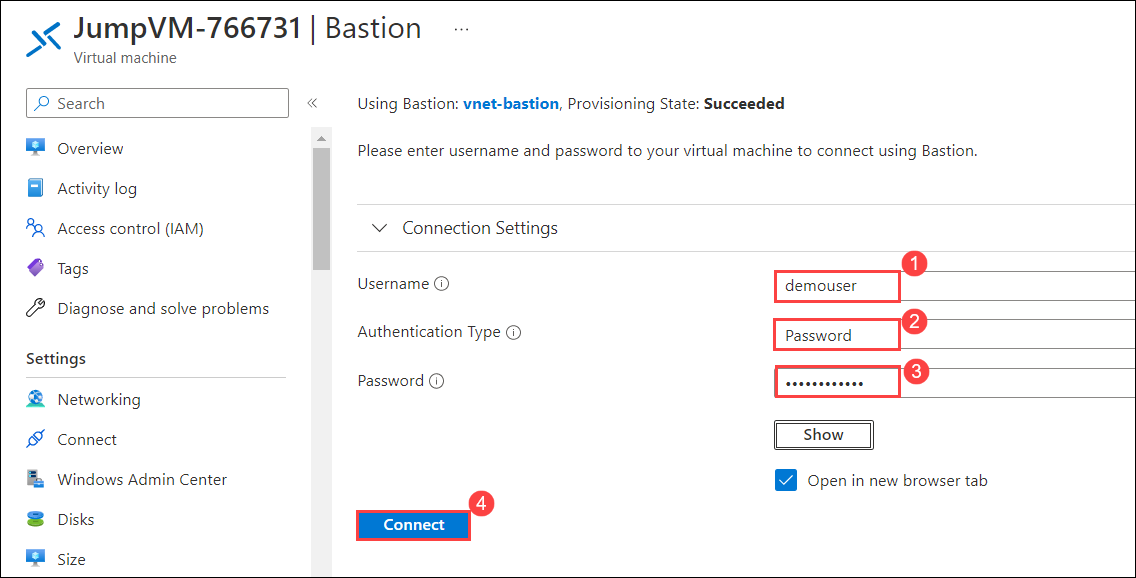 JumpVM-766731 | Bastion ...
Virtual machine
Search «
Overview
Activity log
Access control (IAM)
Tags
Diagnose and solve problems
Settings
Networking
Connect
Windows Admin Center
Disks
Size
Using Bastion: vnet-bastion, Provisioning State: Succeeded
Please enter username and password to your virtual machine to connect using Bastion.
Connection Settings
Username demouser 1
Authentication Type Password 2
Password •••••••••••• 3
Show
Open in new browser tab
Connect 4